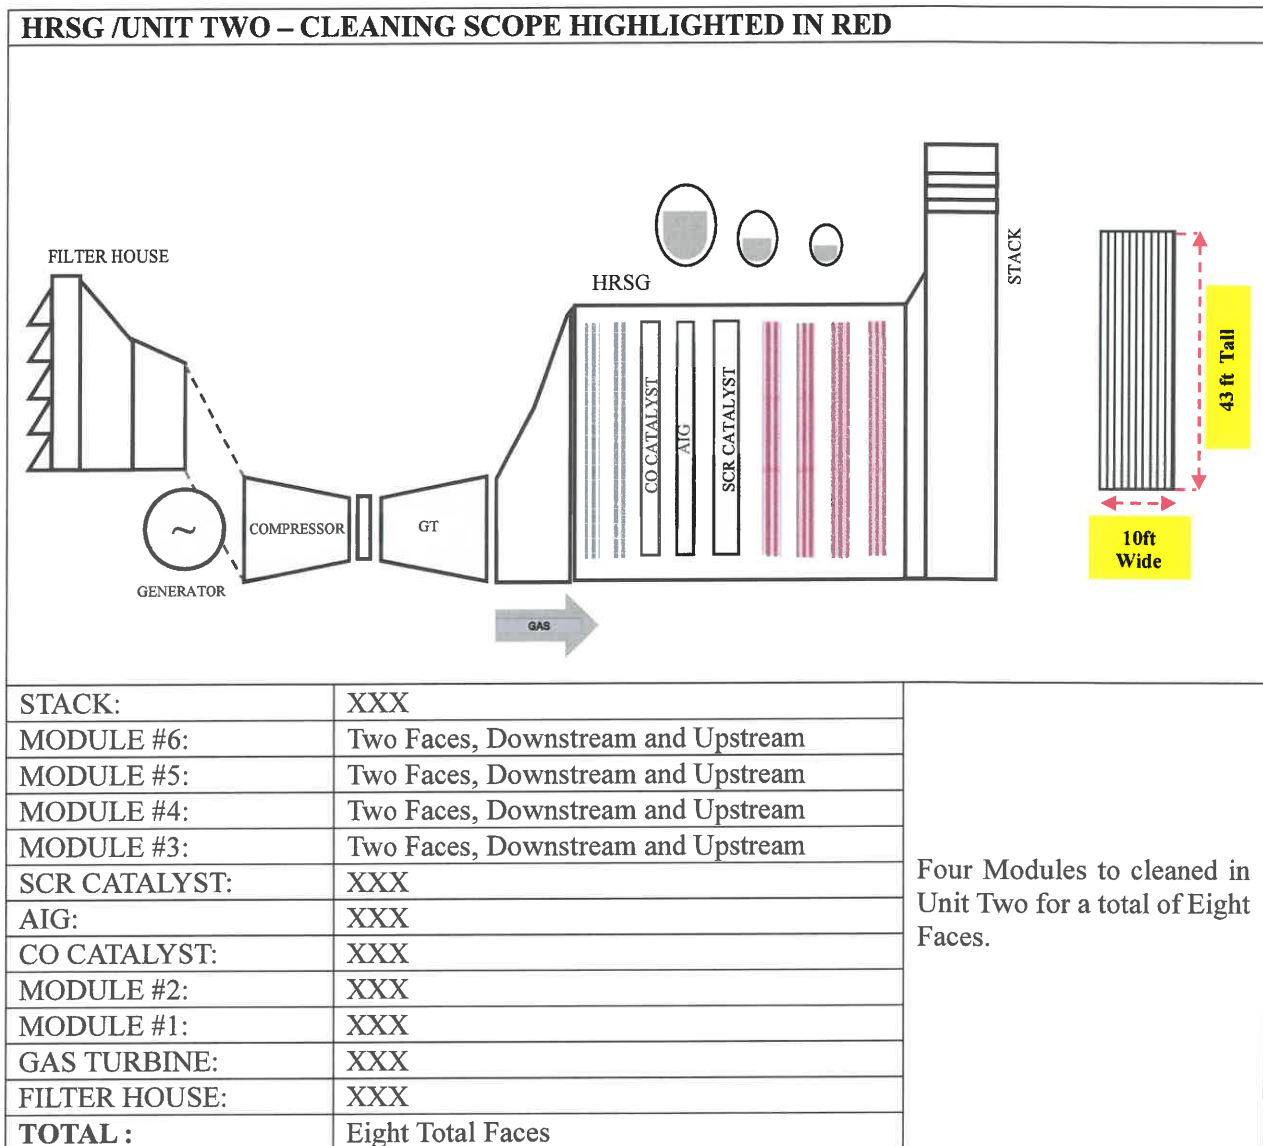 HRSG /UNIT TWO – CLEANING SCOPE HIGHLIGHTED IN RED
FILTER HOUSE
HRSG
STACK
CO CATALYST
AIG
SCR CATALYST
COMPRESSOR
GT
~
GENERATOR
GAS
43 ft Tall
10ft
Wide
STACK: XXX
MODULE #6: Two Faces, Downstream and Upstream
MODULE #5: Two Faces, Downstream and Upstream
MODULE #4: Two Faces, Downstream and Upstream
MODULE #3: Two Faces, Downstream and Upstream
SCR CATALYST: XXX
AIG: XXX
CO CATALYST: XXX
MODULE #2: XXX
MODULE #1: XXX
GAS TURBINE: XXX
FILTER HOUSE: XXX
TOTAL : Eight Total Faces
Four Modules to cleaned in
Unit Two for a total of Eight
Faces.